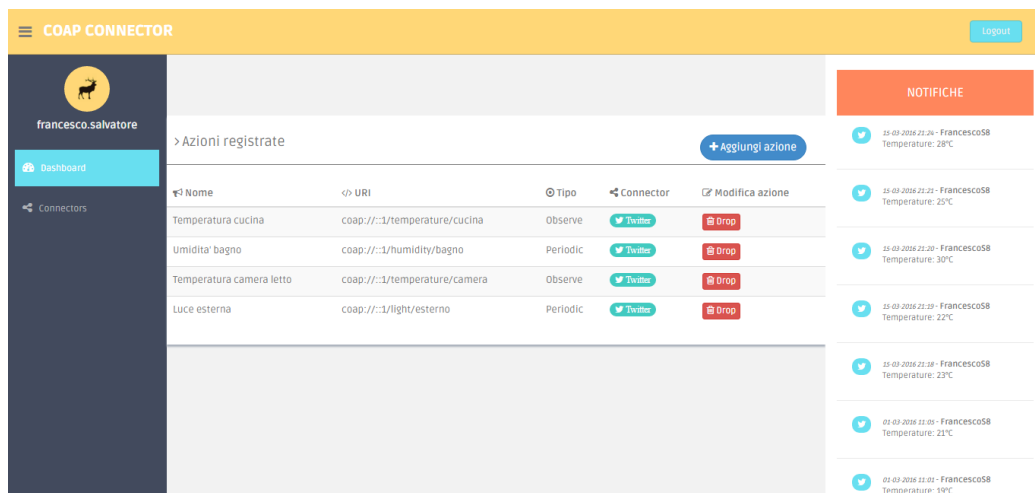 COAP CONNECTOR
Logout
francesco.salvatore
Dashboard
Connectors
> Azioni registrate
+ Aggiungi azione
Nome </> URI Tipo Connector Modifica azione
Temperatura cucina coap://::1/temperature/cucina Observe Twitter Drop
Umidita' bagno coap://::1/humidity/bagno Periodic Twitter Drop
Temperatura camera letto coap://::1/temperature/camera Observe Twitter Drop
Luce esterna coap://::1/light/esterno Periodic Twitter Drop
NOTIFICHE
15-03-2016 21:24 - FrancescoS8
Temperature: 28°C
15-03-2016 21:21 - FrancescoS8
Temperature: 25°C
15-03-2016 21:20 - FrancescoS8
Temperature: 30°C
15-03-2016 21:19 - FrancescoS8
Temperature: 22°C
15-03-2016 21:18 - FrancescoS8
Temperature: 23°C
01-03-2016 11:05 - FrancescoS8
Temperature: 21°C
01-03-2016 11:01 - FrancescoS8
Temperature: 19°C